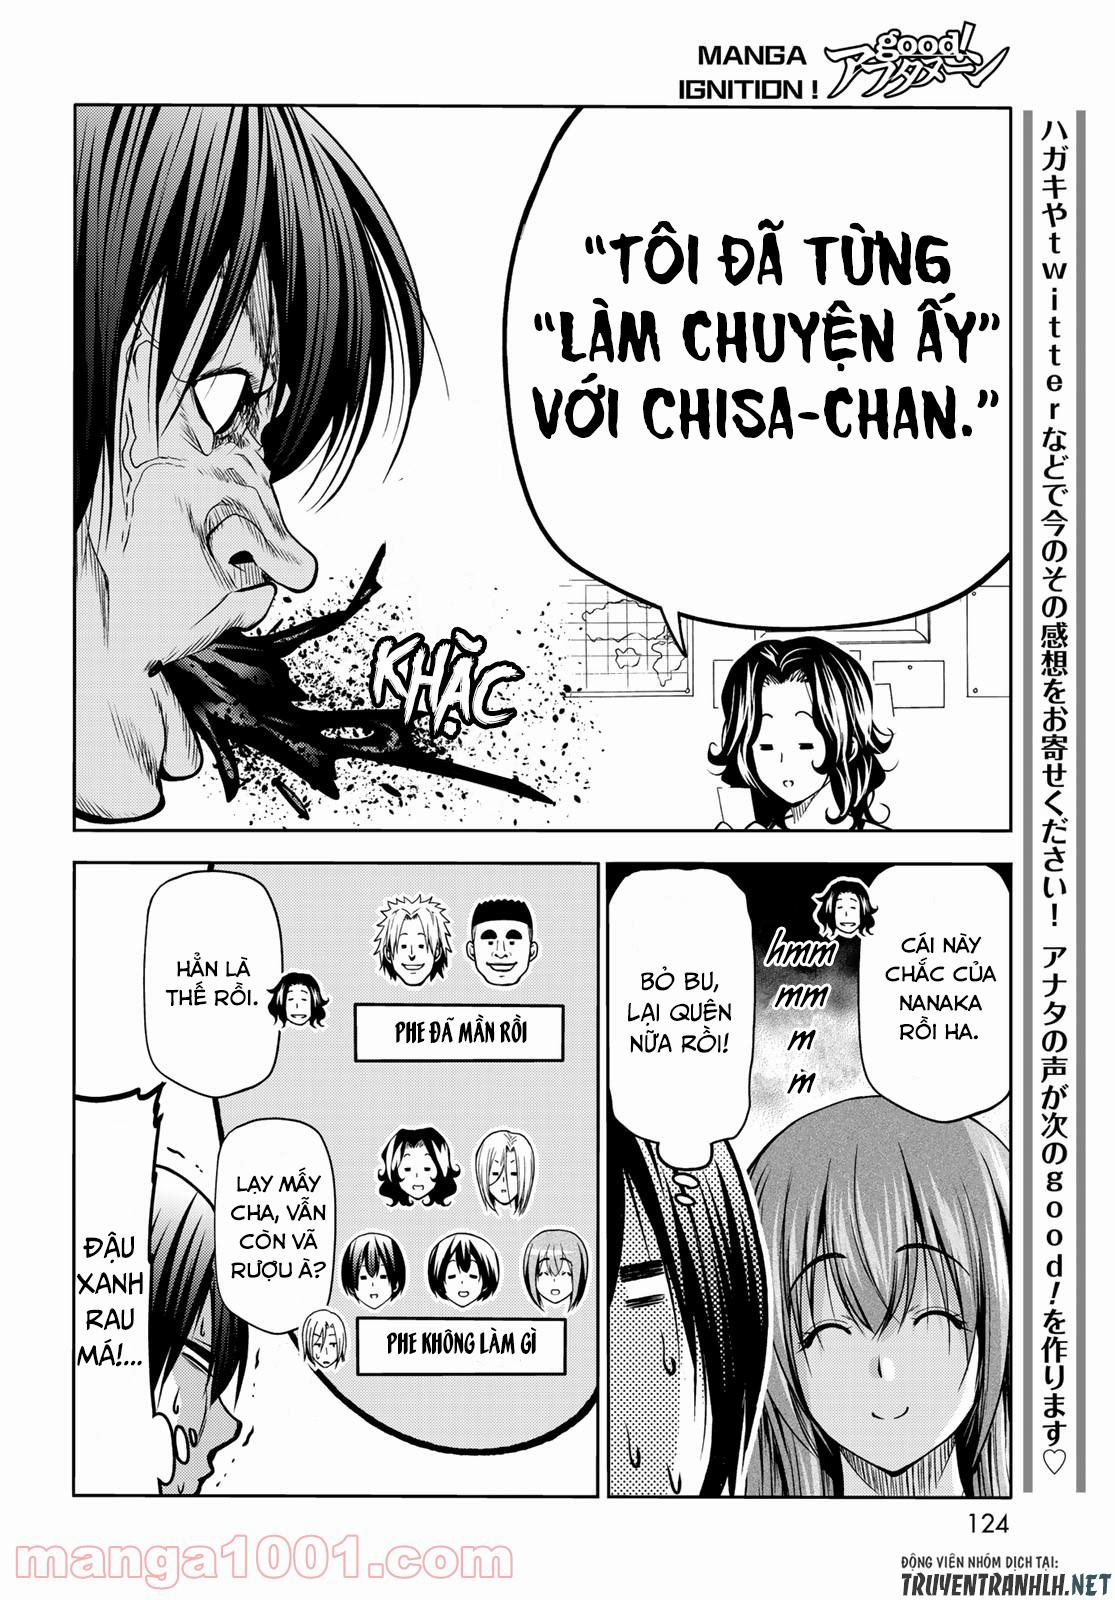 MANGA
IGNITION !
good!
アフタヌーン
“TÔI ĐÃ TỪNG
“LÀM CHUYỆN ẤY”
VỚI CHISA-CHAN.”
KHẶC
ハガキやtwitterなどで今のその感想をお寄せください！ アナタの声が次のgood!を作ります♡
CÁI NÀY
CHẮC CỦA
NANAKA
RỒI HA.
hmm
mm
m
m
BỎ BU,
LẠI QUÊN
NỮA RỒI!
HẲN LÀ
THẾ RỒI.
PHE ĐÃ MẦN RỒI
LẠY MẤY
CHA, VẪN
CÒN VÃ
RƯỢU À?
PHE KHÔNG LÀM GÌ
ĐẬU
XANH
RAU
MÁ!...
124
manga1001.com
ĐỘNG VIÊN NHÓM DỊCH TẠI:
TRUYENTRANHLH.NET